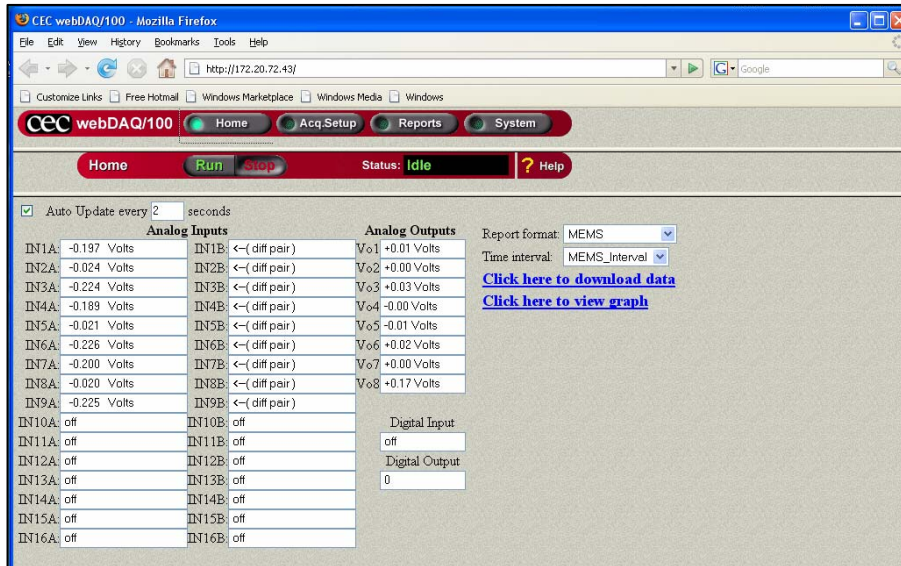 CEC webDAQ/100 - Mozilla Firefox
File Edit View History Bookmarks Tools Help
http://172.20.72.43/ G Google
Customize Links Free Hotmail Windows Marketplace Windows Media Windows
CEC webDAQ/100 Home Acq.Setup Reports System
Home Run Stop Status: Idle ? Help
Auto Update every 2 seconds
Analog Inputs Analog Outputs
Report format: MEMS
IN1A: -0.197 Volts IN1B: <-( diff pair ) Vo1 +0.01 Volts
Time interval: MEMS_Interval
IN2A: -0.024 Volts IN2B: <-( diff pair ) Vo2 +0.00 Volts
Click here to download data
IN3A: -0.224 Volts IN3B: <-( diff pair ) Vo3 +0.03 Volts
Click here to view graph
IN4A: -0.189 Volts IN4B: <-( diff pair ) Vo4 -0.00 Volts
IN5A: -0.021 Volts IN5B: <-( diff pair ) Vo5 -0.01 Volts
IN6A: -0.226 Volts IN6B: <-( diff pair ) Vo6 +0.02 Volts
IN7A: -0.200 Volts IN7B: <-( diff pair ) Vo7 +0.00 Volts
IN8A: -0.020 Volts IN8B: <-( diff pair ) Vo8 +0.17 Volts
IN9A: -0.225 Volts IN9B: <-( diff pair )
IN10A: off IN10B: off Digital Input
IN11A: off IN11B: off off
IN12A: off IN12B: off Digital Output
IN13A: off IN13B: off 0
IN14A: off IN14B: off
IN15A: off IN15B: off
IN16A: off IN16B: off